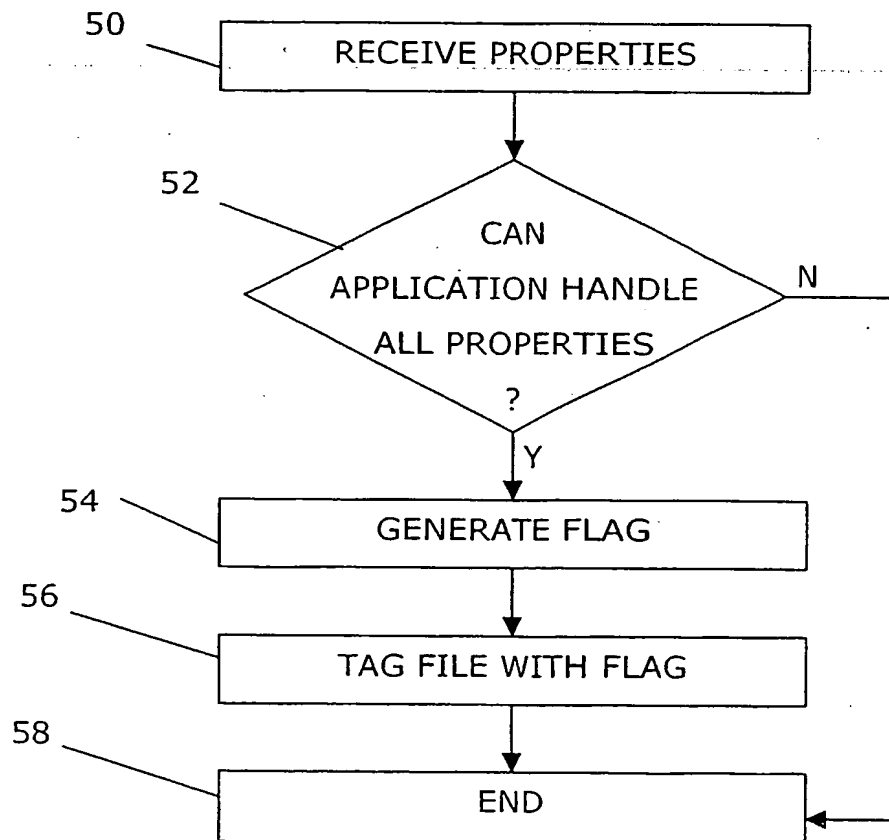 50
RECEIVE PROPERTIES
52
CAN
APPLICATION HANDLE
ALL PROPERTIES
?
N
Y
54
GENERATE FLAG
56
TAG FILE WITH FLAG
58
END